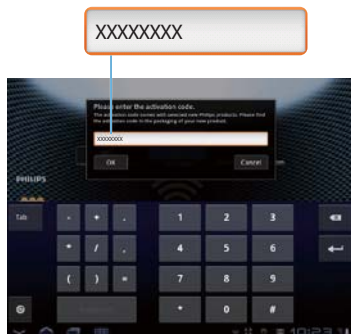 XXXXXXXX
Please enter the activation code.
The activation code comes with selected new Philips products. Please find
the activation code in the packaging of your new product.
XXXXXXXX
OK Cancel
PHILIPS
Tab - + . 1 2 3
* / , 4 5 6
( ) = 7 8 9
* 0 #